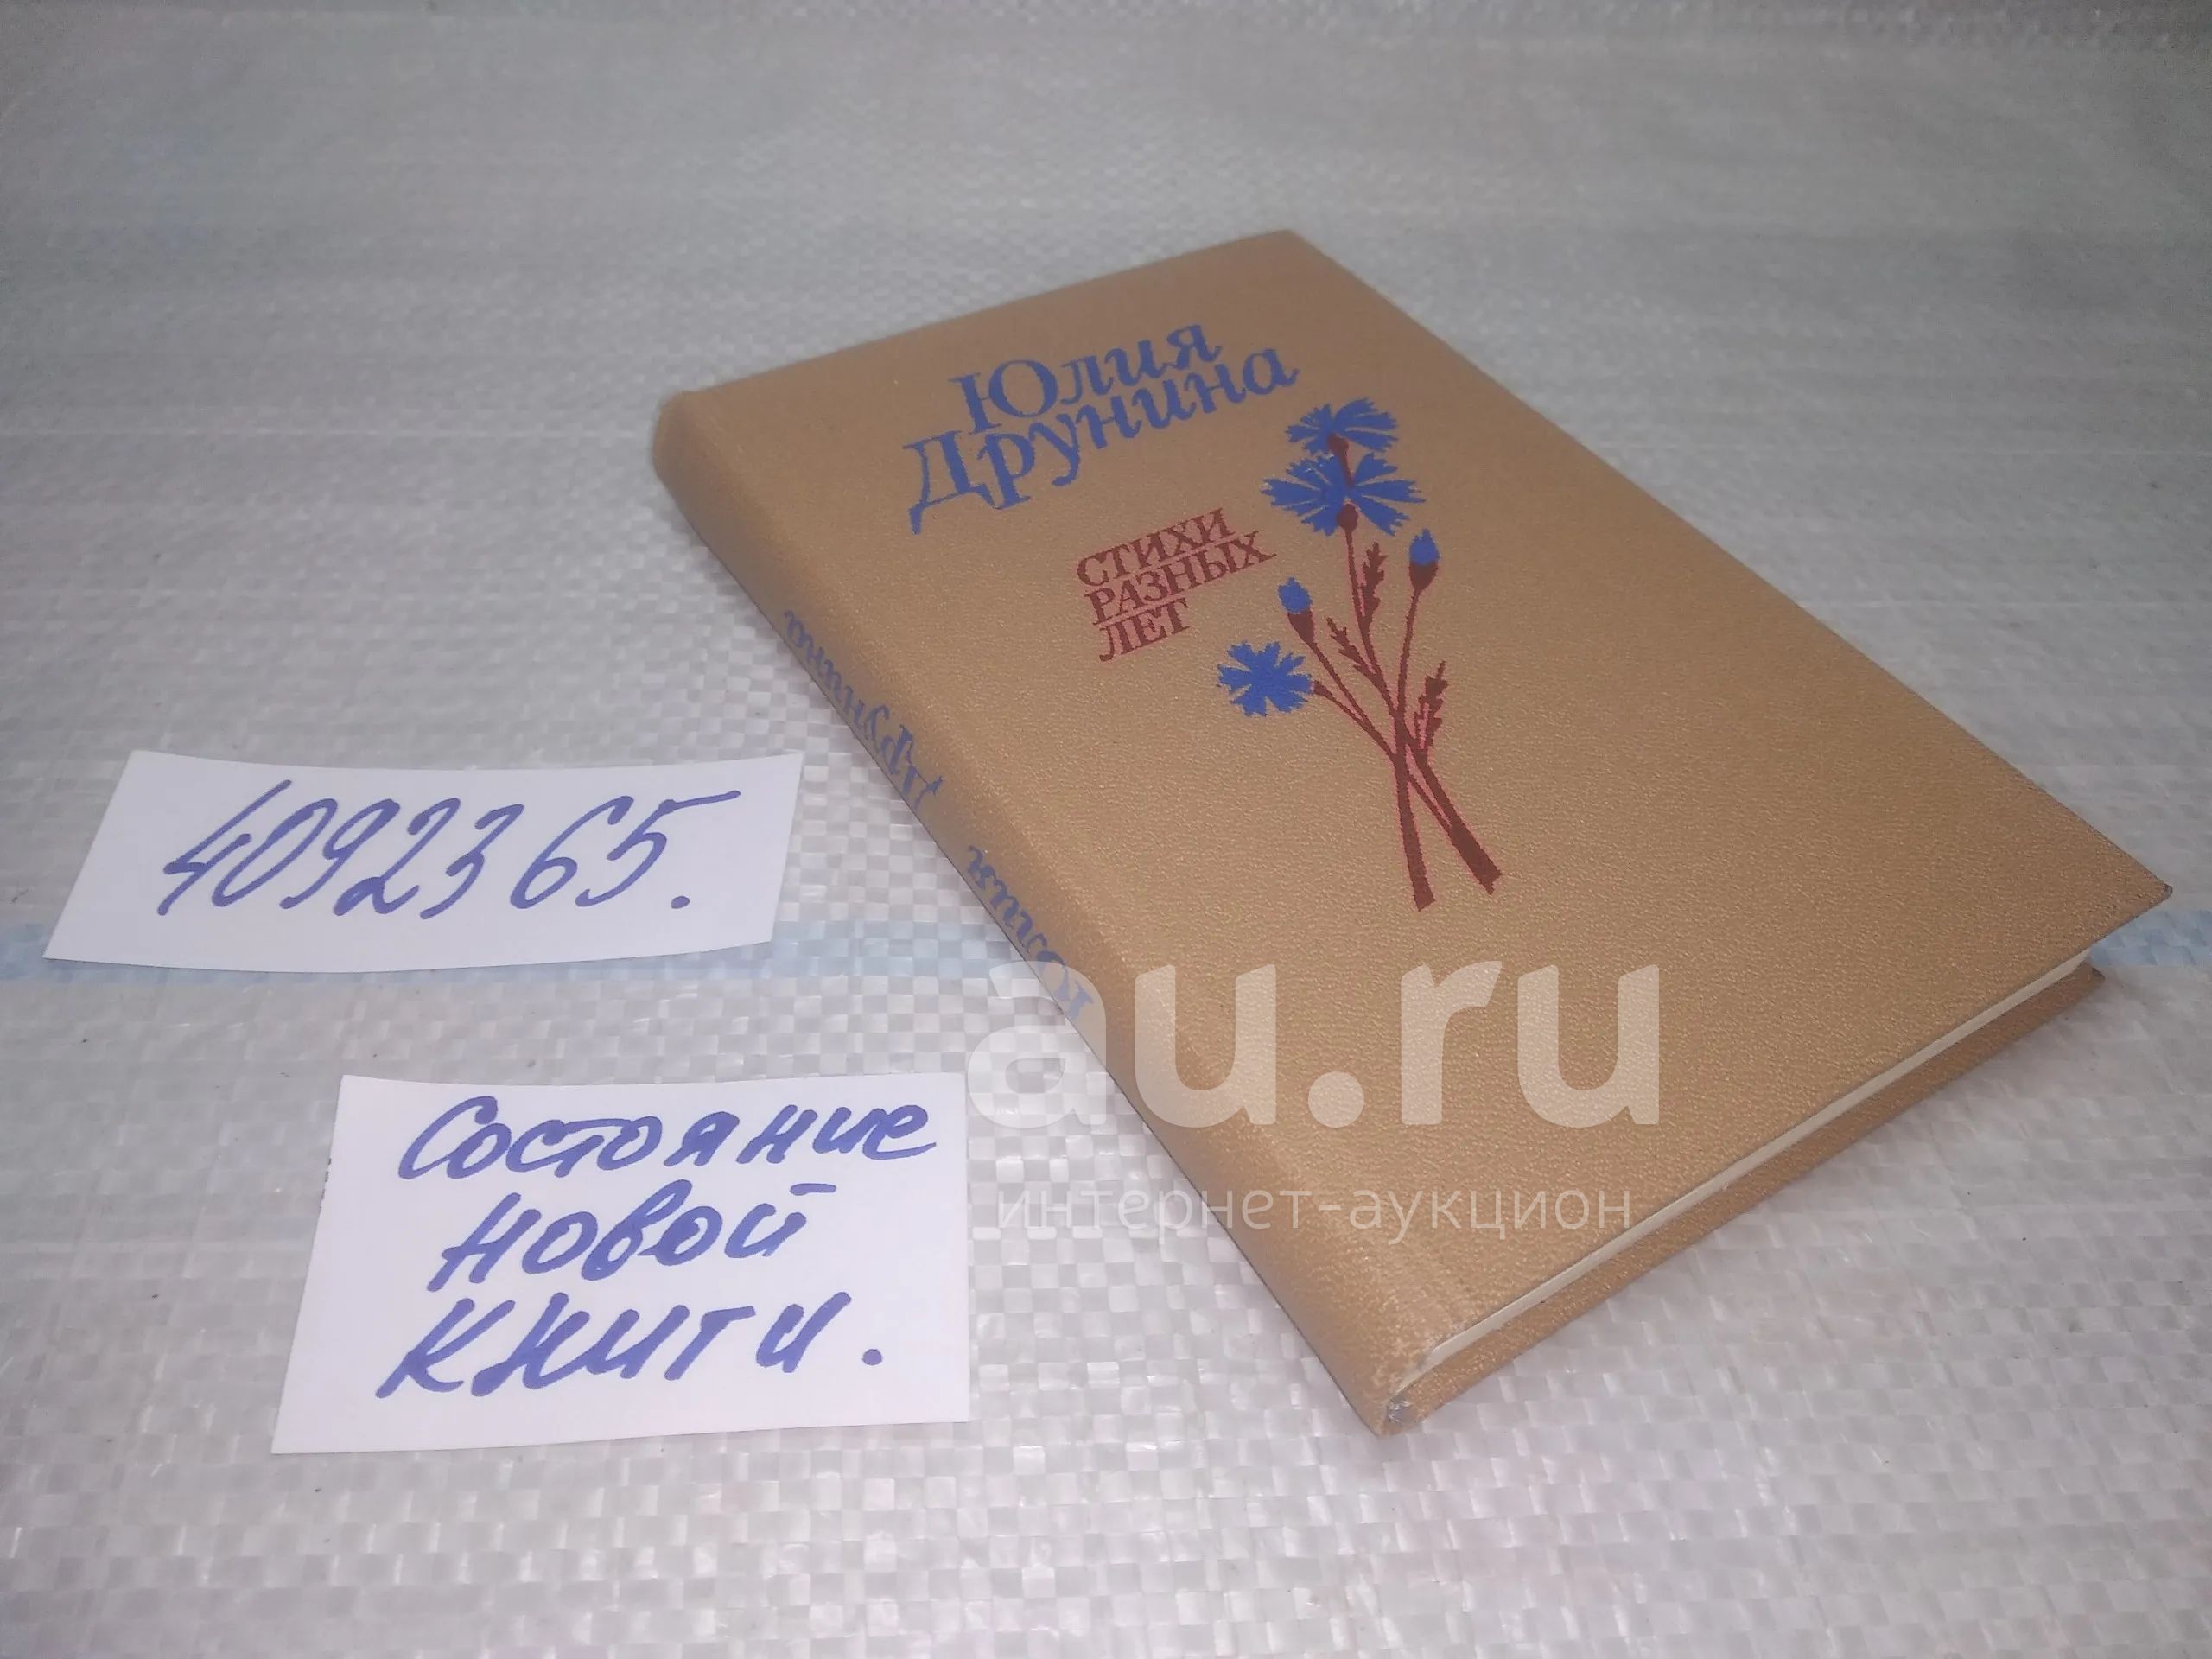 Юлия
Друнина
СТИХИ
РАЗНЫХ
ЛЕТ
Юлия Друнина
4092365.
Состояние
новой
книги.
au.ru
интернет-аукцион